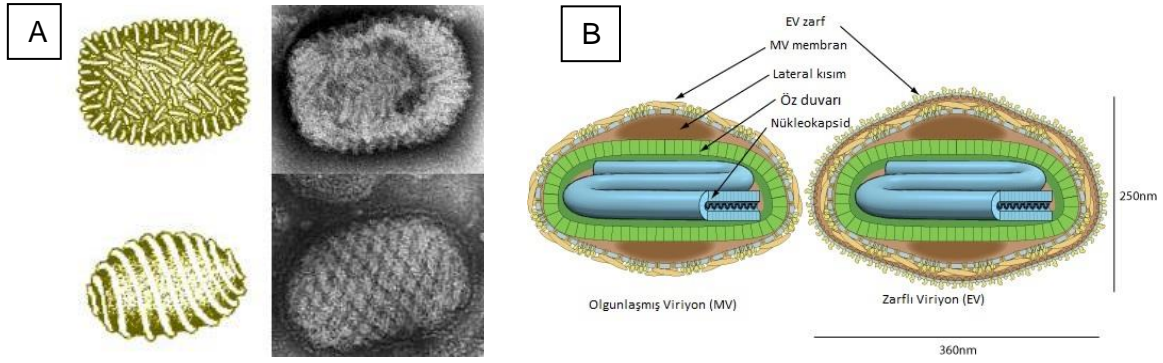 A
B
EV zarf
MV membran
Lateral kısım
Öz duvarı
Nükleokapsid
250nm
Olgunlaşmış Viriyon (MV)
Zarflı Viriyon (EV)
360nm